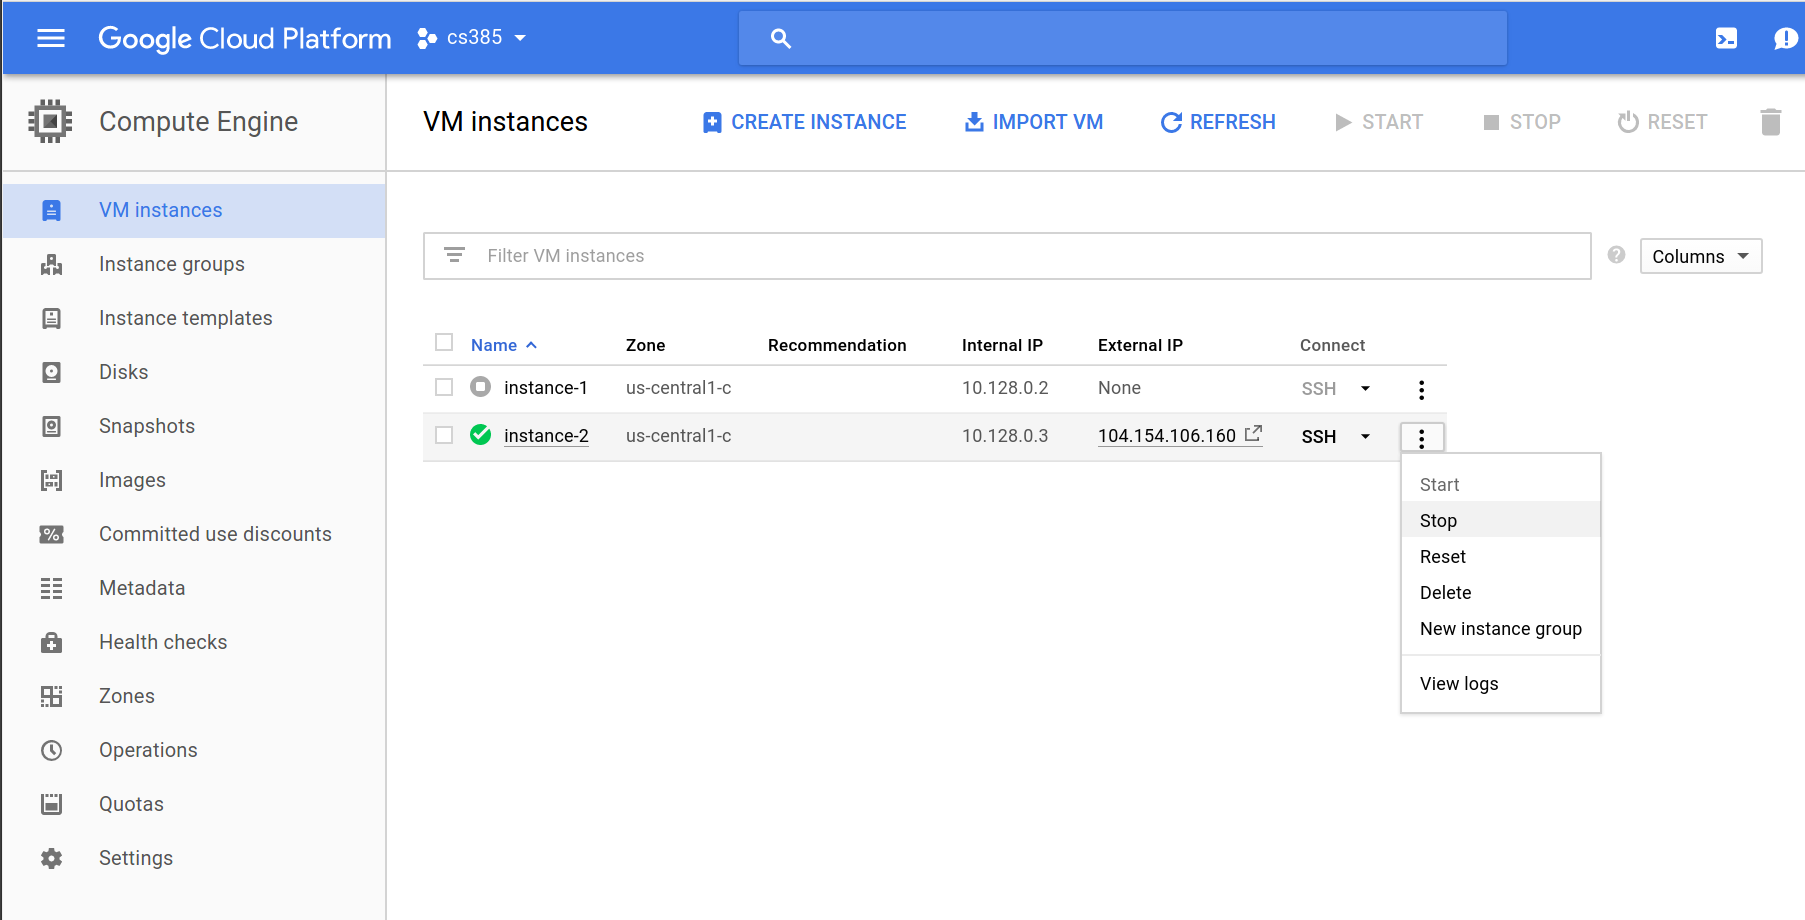 Google Cloud Platform cs385
Compute Engine
VM instances CREATE INSTANCE IMPORT VM REFRESH START STOP RESET
VM instances
Instance groups
Instance templates
Disks
Snapshots
Images
Committed use discounts
Metadata
Health checks
Zones
Operations
Quotas
Settings
Filter VM instances Columns
Name Zone Recommendation Internal IP External IP Connect
instance-1 us-central1-c 10.128.0.2 None SSH
instance-2 us-central1-c 10.128.0.3 104.154.106.160 SSH
Start
Stop
Reset
Delete
New instance group
View logs